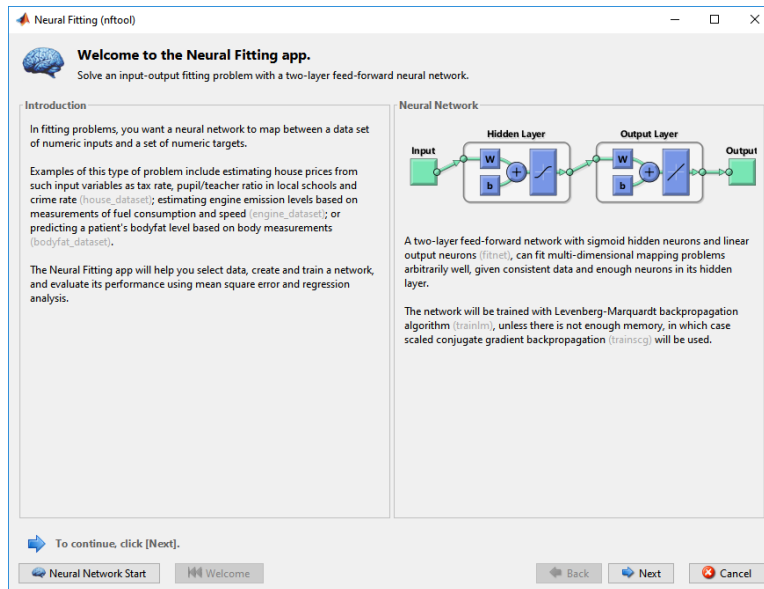 Neural Fitting (nftool)
Welcome to the Neural Fitting app.
Solve an input-output fitting problem with a two-layer feed-forward neural network.
Introduction
In fitting problems, you want a neural network to map between a data set
of numeric inputs and a set of numeric targets.
Examples of this type of problem include estimating house prices from
such input variables as tax rate, pupil/teacher ratio in local schools and
crime rate (house_dataset); estimating engine emission levels based on
measurements of fuel consumption and speed (engine_dataset); or
predicting a patient's bodyfat level based on body measurements
(bodyfat_dataset).
The Neural Fitting app will help you select data, create and train a network,
and evaluate its performance using mean square error and regression
analysis.
Neural Network
Hidden Layer
Output Layer
Input
Output
W
b
+
W
b
+
A two-layer feed-forward network with sigmoid hidden neurons and linear
output neurons (fitnet), can fit multi-dimensional mapping problems
arbitrarily well, given consistent data and enough neurons in its hidden
layer.
The network will be trained with Levenberg-Marquardt backpropagation
algorithm (trainlm), unless there is not enough memory, in which case
scaled conjugate gradient backpropagation (trainscg) will be used.
To continue, click [Next].
Neural Network Start
Welcome
Back
Next
Cancel